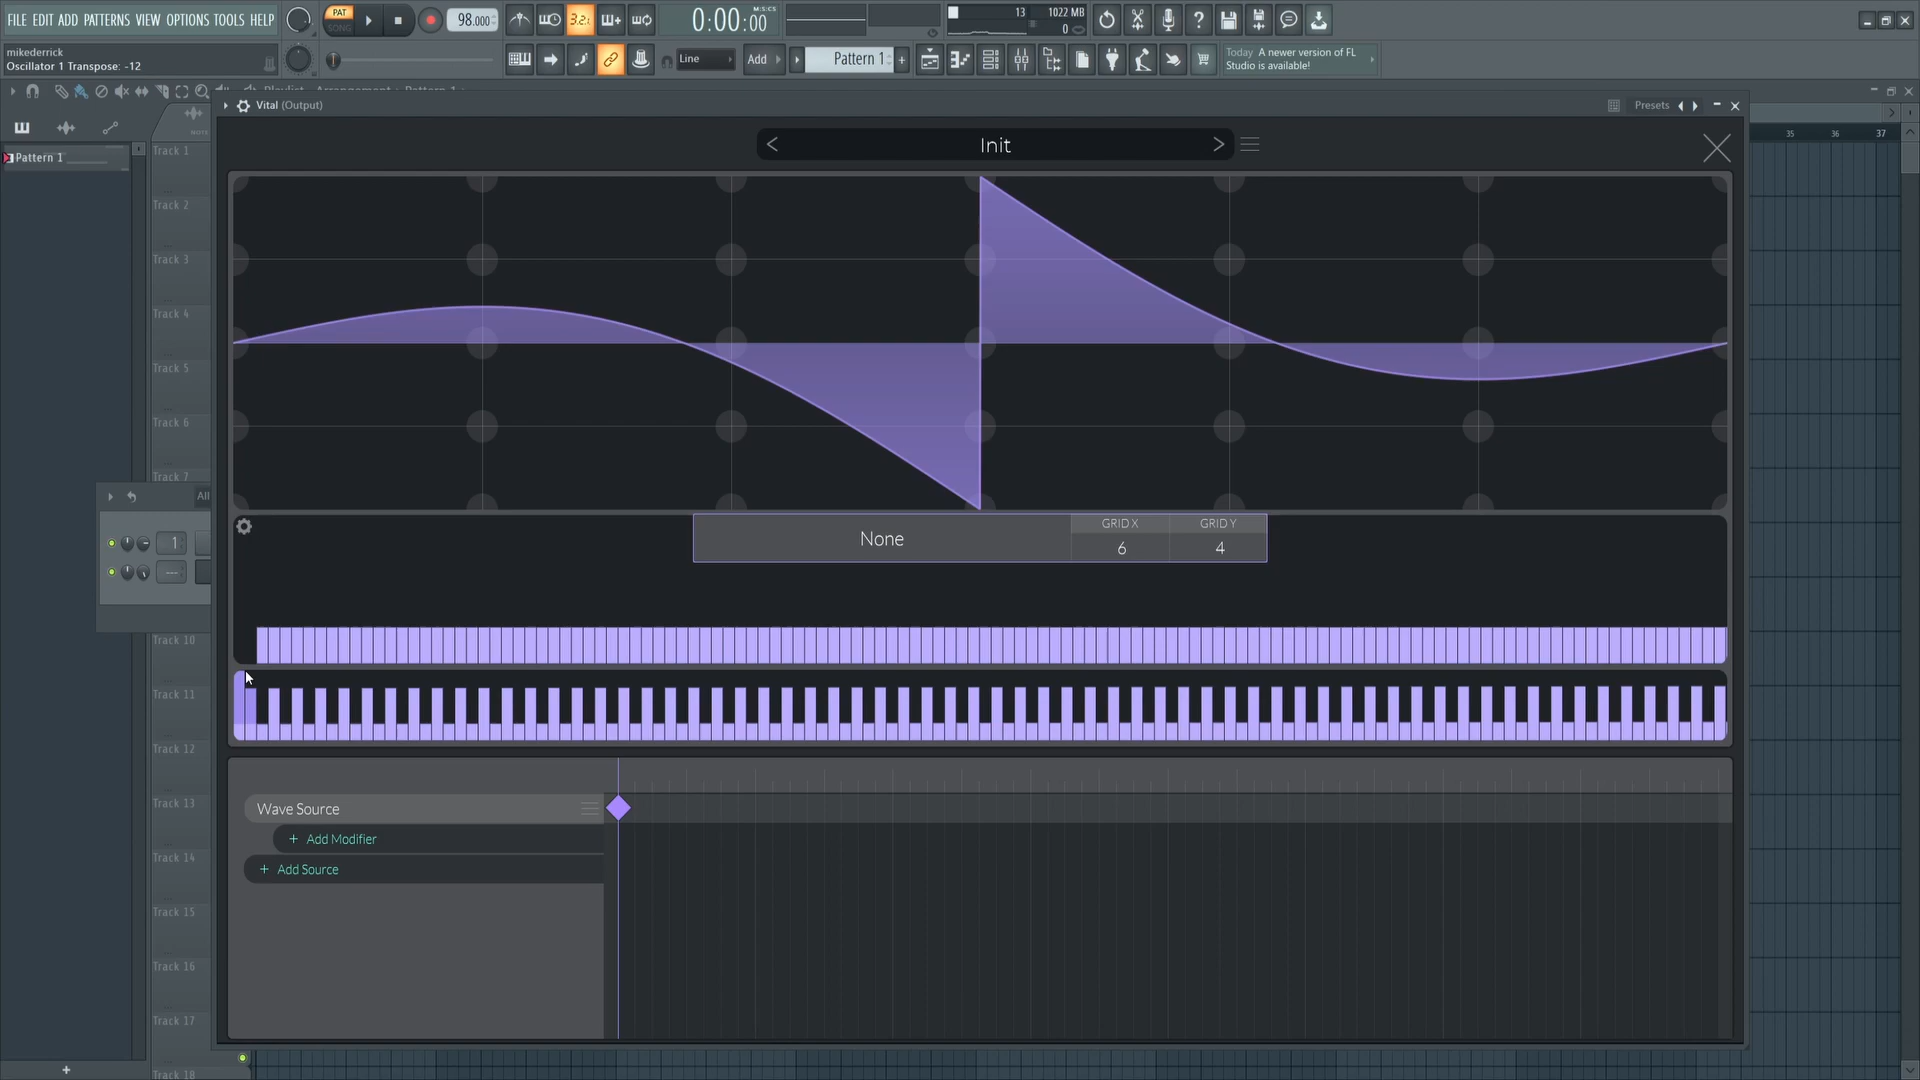 FILE EDIT ADD PATTERNS VIEW OPTIONS TOOLS HELP
PAT
SONG
98.000
3.2.
0:00:00
M:S:CS
13
1022 MB
0
mikederrick
Oscillator 1 Transpose: -12
Line
Add
Pattern 1
+
Today A newer version of FL
Studio is available!
Playlist - Arrangement › Pattern 1
Vital (Output)
Presets
NOTE
Pattern 1
35
36
37
Init
Track 1
Track 2
Track 3
Track 4
Track 5
Track 6
Track 7
All
1
---
None
GRID X
6
GRID Y
4
Track 10
Track 11
Track 12
Track 13
Track 14
Track 15
Track 16
Track 17
Track 18
Wave Source
+ Add Modifier
+ Add Source
+